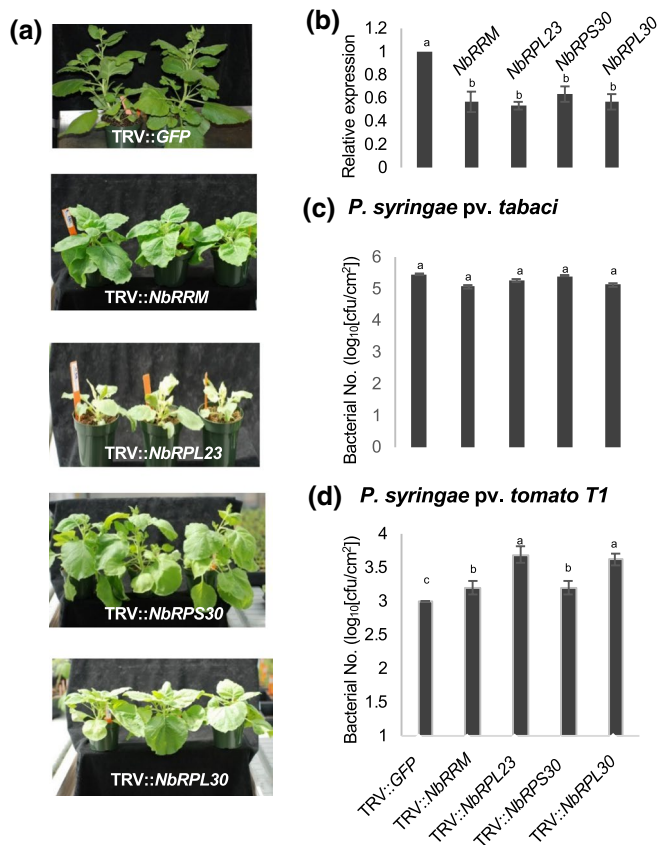 (a)
TRV::GFP
TRV::NbRRM
TRV::NbRPL23
TRV::NbRPS30
TRV::NbRPL30
(b)
Relative expression
1.2
1
0.8
0.6
0.4
0.2
0
a
b
b
b
b
NbRRM
NbRPL23
NbRPS30
NbRPL30
(c) P. syringae pv. tabaci
Bacterial No. (log10[cfu/cm2])
6
5
4
3
2
1
0
a
a
a
a
a
(d) P. syringae pv. tomato T1
Bacterial No. (log10[cfu/cm2])
4
3.5
3
2.5
2
1.5
1
c
b
a
b
a
TRV::GFP
TRV::NbRRM
TRV::NbRPL23
TRV::NbRPS30
TRV::NbRPL30